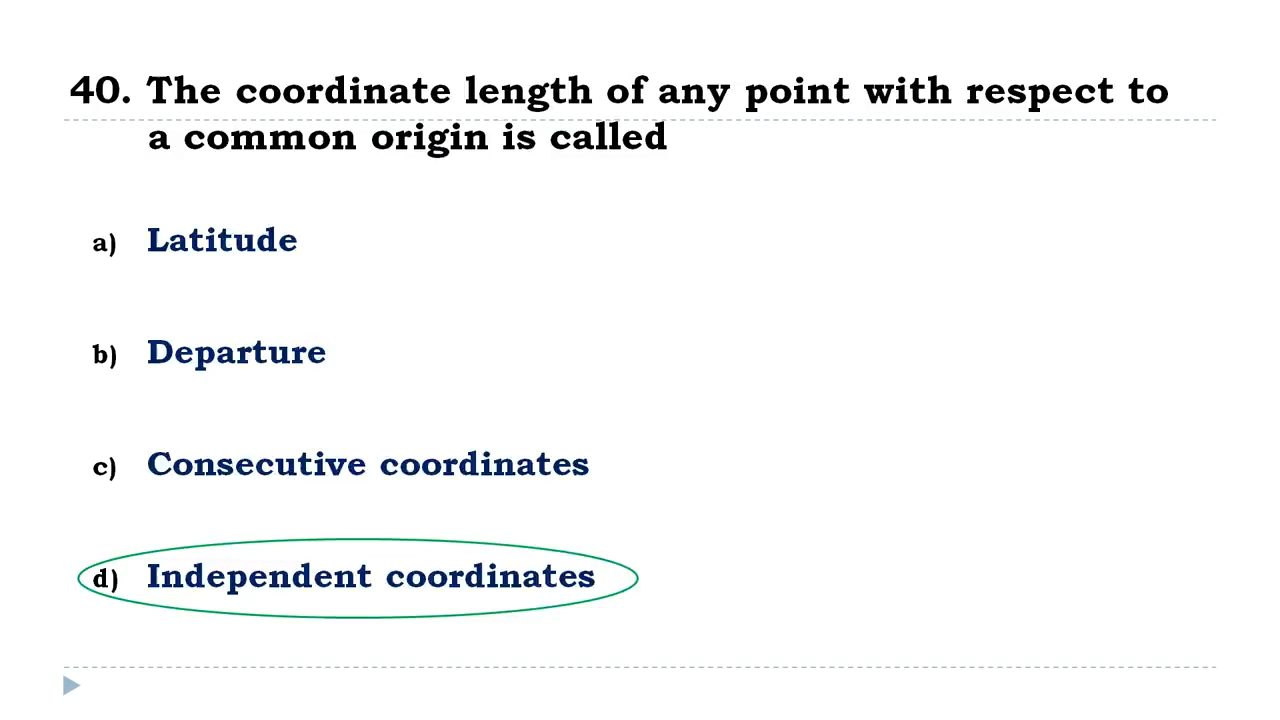 40. The coordinate length of any point with respect to
a common origin is called
a) Latitude
b) Departure
c) Consecutive coordinates
d) Independent coordinates